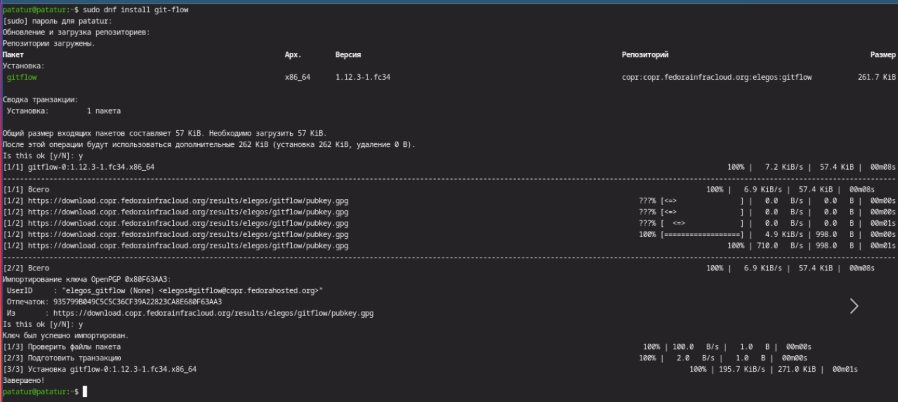 patatur@patatur:~$ sudo dnf install git-flow
[sudo] пароль для patatur:
Обновление и загрузка репозиториев:
Репозитории загружены.
Пакет Арх. Версия Репозиторий Размер
Установка:
gitflow x86_64 1.12.3-1.fc34 copr:copr.fedorainfracloud.org:elegos:gitflow 261.7 KiB
Сводка транзакции:
Установка: 1 пакета
Общий размер входящих пакетов составляет 57 KiB. Необходимо загрузить 57 KiB.
После этой операции будут использоваться дополнительные 262 KiB (установка 262 KiB, удаление 0 B).
Is this ok [y/N]: y
[1/1] gitflow-0:1.12.3-1.fc34.x86_64 100% | 7.2 KiB/s | 57.4 KiB | 00m08s
--------------------------------------------------------------------------------
[1/1] Всего 100% | 6.9 KiB/s | 57.4 KiB | 00m08s
[1/2] https://download.copr.fedorainfracloud.org/results/elegos/gitflow/pubkey.gpg ???% [<=> ] | 0.0 B/s | 0.0 B | 00m00s
[1/2] https://download.copr.fedorainfracloud.org/results/elegos/gitflow/pubkey.gpg ???% [<=> ] | 0.0 B/s | 0.0 B | 00m00s
[1/2] https://download.copr.fedorainfracloud.org/results/elegos/gitflow/pubkey.gpg ???% [ <=> ] | 0.0 B/s | 0.0 B | 00m01s
[1/2] https://download.copr.fedorainfracloud.org/results/elegos/gitflow/pubkey.gpg 100% [==================] | 4.9 KiB/s | 998.0 B | 00m00s
[1/2] https://download.copr.fedorainfracloud.org/results/elegos/gitflow/pubkey.gpg 100% | 710.0 B/s | 998.0 B | 00m01s
--------------------------------------------------------------------------------
[2/2] Всего 100% | 6.9 KiB/s | 57.4 KiB | 00m08s
Импортирование ключа OpenPGP 0x80F63AA3:
UserID : "elegos_gitflow (None) <elegos#gitflow@copr.fedorahosted.org>"
Отпечаток: 935799B049C5C5C36CF39A22823CA8E680F63AA3
Из : https://download.copr.fedorainfracloud.org/results/elegos/gitflow/pubkey.gpg
Is this ok [y/N]: y
Ключ был успешно импортирован.
[1/3] Проверить файлы пакета 100% | 100.0 B/s | 1.0 B | 00m00s
[2/3] Подготовить транзакцию 100% | 2.0 B/s | 1.0 B | 00m00s
[3/3] Установка gitflow-0:1.12.3-1.fc34.x86_64 100% | 195.7 KiB/s | 271.0 KiB | 00m01s
Завершено!
patatur@patatur:~$